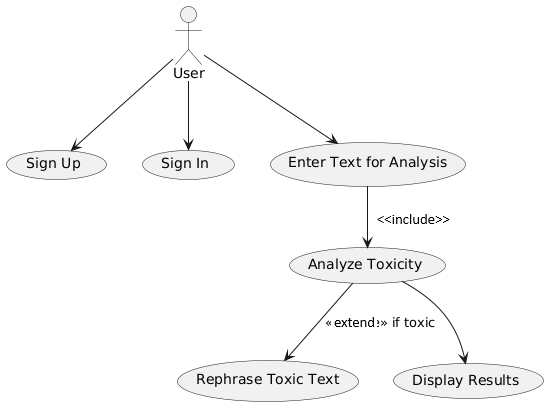 User
Sign Up
Sign In
Enter Text for Analysis
<<include>>
Analyze Toxicity
«extend!» if toxic
Rephrase Toxic Text
Display Results